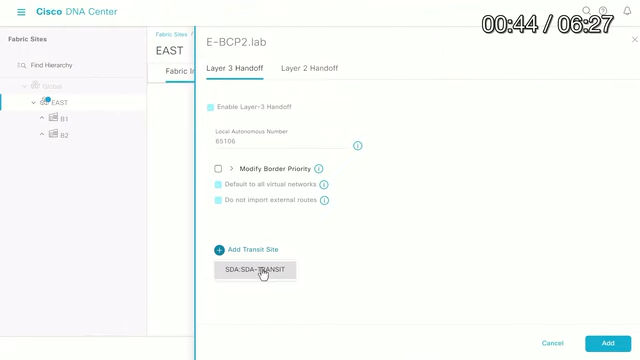 Cisco DNA Center
00:44 / 06:27
Fabric Sites
Find Hierarchy
Global
EAST
B1
B2
Fabric Sites /
EAST
Fabric In
E-BCP2.lab
Layer 3 Handoff
Layer 2 Handoff
Enable Layer-3 Handoff
Local Autonomous Number
65106
Modify Border Priority
Default to all virtual networks
Do not import external routes
Add Transit Site
SDA:SDA-TRANSIT
Cancel
Add